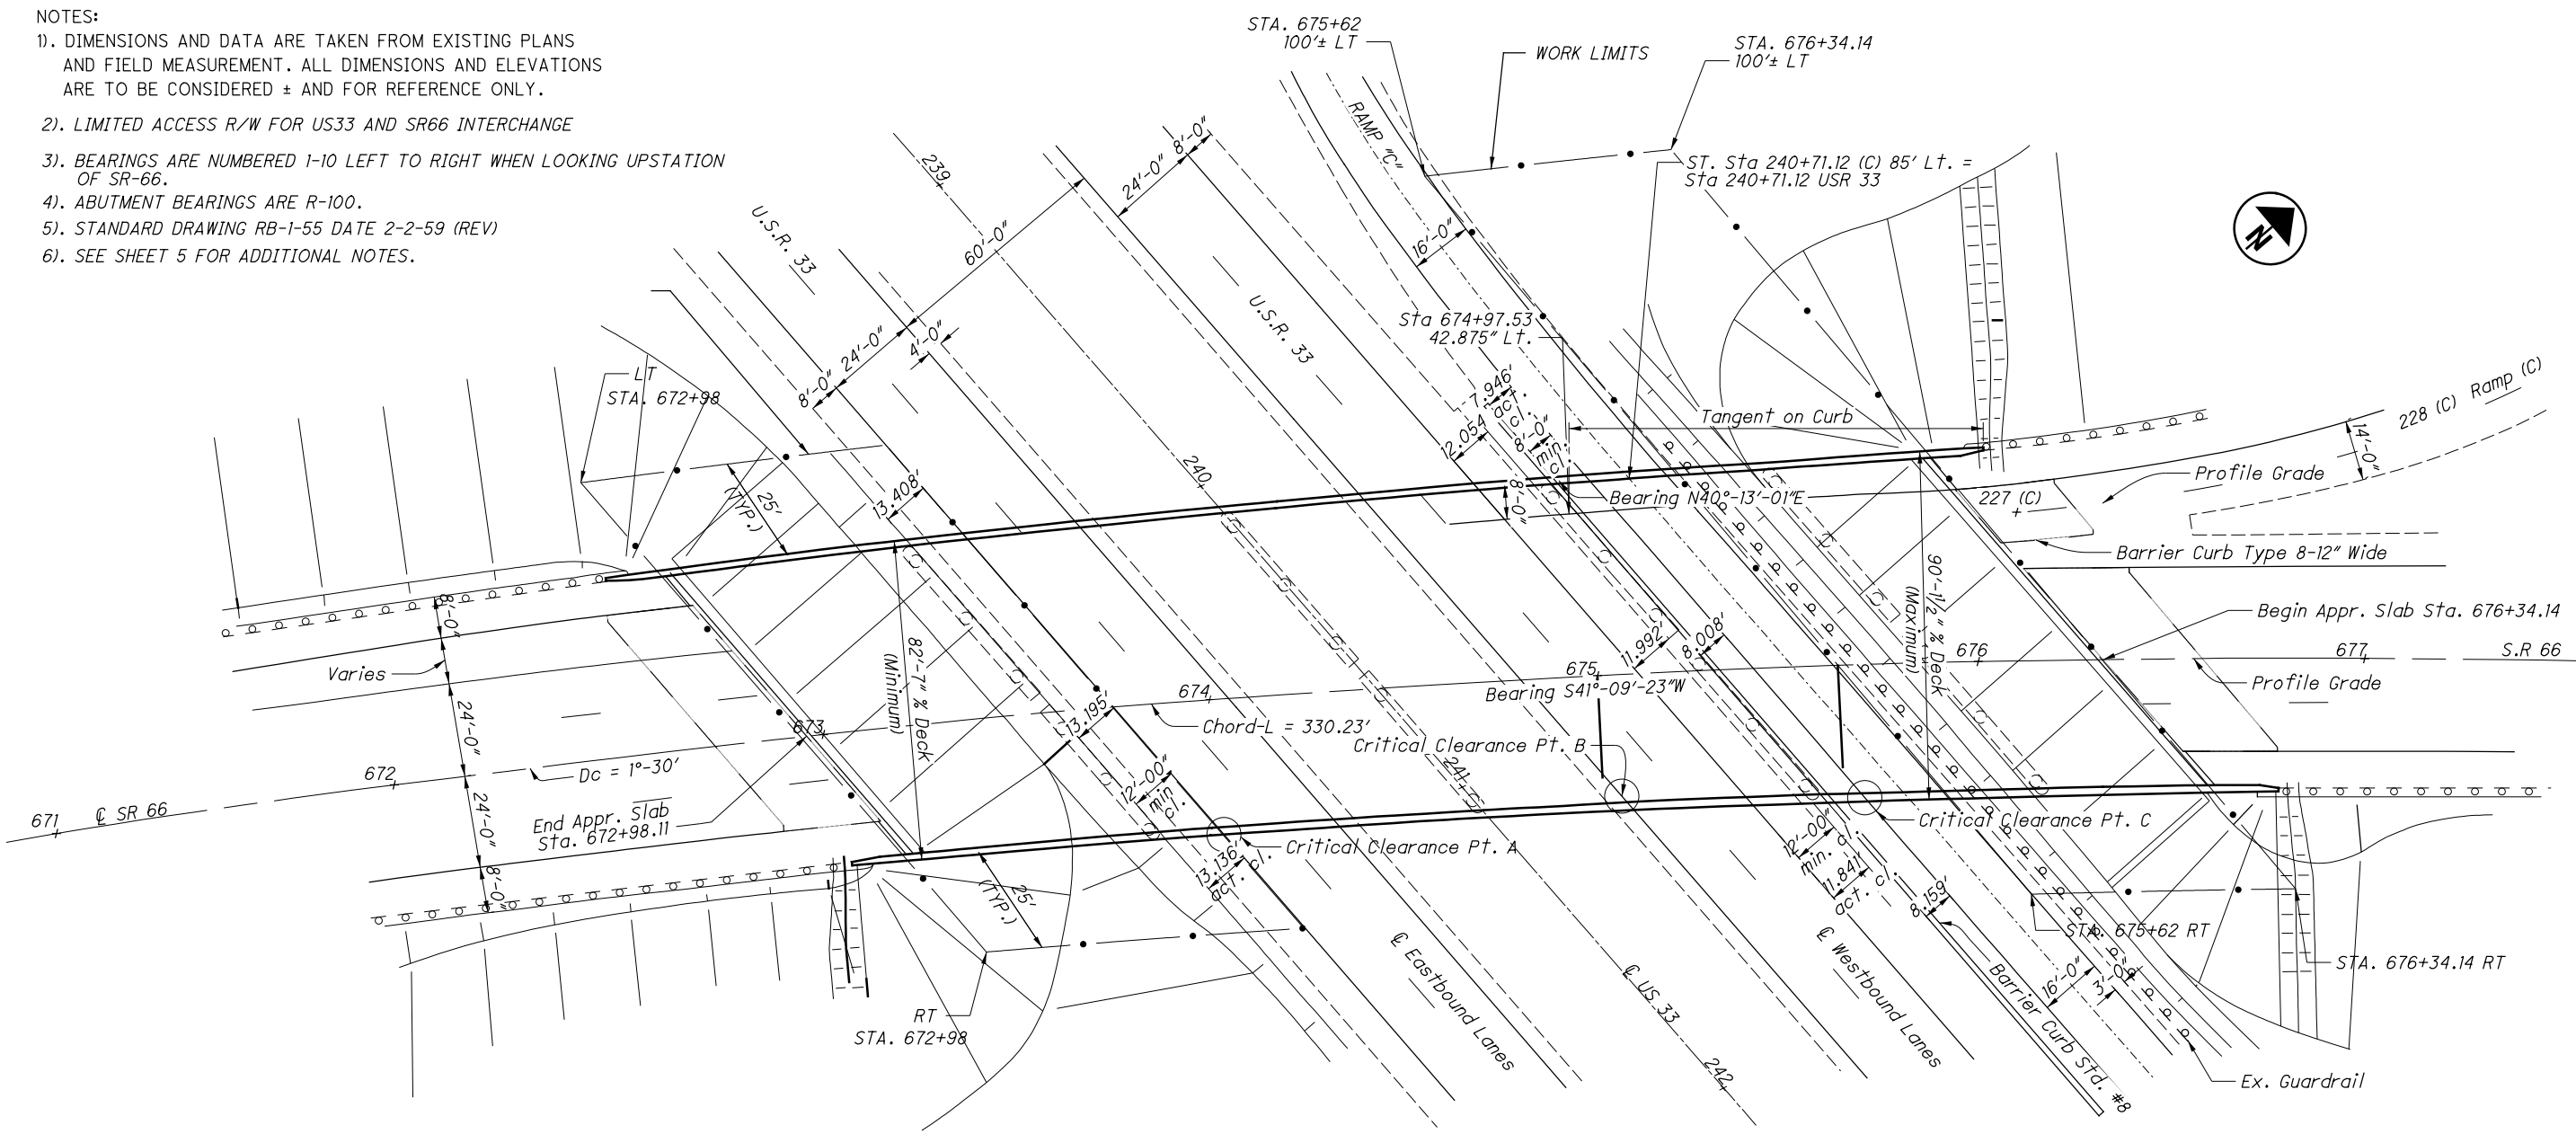 NOTES:
1). DIMENSIONS AND DATA ARE TAKEN FROM EXISTING PLANS
AND FIELD MEASUREMENT. ALL DIMENSIONS AND ELEVATIONS
ARE TO BE CONSIDERED ± AND FOR REFERENCE ONLY.
2). LIMITED ACCESS R/W FOR US33 AND SR66 INTERCHANGE
3). BEARINGS ARE NUMBERED 1-10 LEFT TO RIGHT WHEN LOOKING UPSTATION
OF SR-66.
4). ABUTMENT BEARINGS ARE R-100.
5). STANDARD DRAWING RB-1-55 DATE 2-2-59 (REV)
6). SEE SHEET 5 FOR ADDITIONAL NOTES.
STA. 675+62
100'± LT
WORK LIMITS
STA. 676+34.14
100'± LT
RAMP "C"
ST. Sta 240+71.12 (C) 85' Lt. =
Sta 240+71.12 USR 33
N
239
8'-0"
24'-0"
60'-0"
U.S.R. 33
16'-0"
U.S.R. 33
Sta 674+97.53
42.875" Lt.
4'-0"
24'-0"
8'-0"
LT
STA. 672+98
7.946'
act.
cl.
12.054
8'-0"
min.
cl.
Tangent on Curb
228 (C) Ramp (C)
14'-0"
240
13.408'
25'
(TYP.)
8'-0"
Bearing N40°-13'-01"E
227 (C)
Profile Grade
Barrier Curb Type 8-12" Wide
8'-0"
Varies
24'-0"
82'-7" % Deck
(Minimum)
90'-1½" % Deck
(Maximum)
11.992'
8.008'
Begin Appr. Slab Sta. 676+34.14
676
677
S.R 66
Profile Grade
675
Bearing S41°-09'-23"W
674
Chord-L = 330.23'
13.195'
673
Critical Clearance Pt. B
12'-00"
min
cl.
241
Dc = 1°-30'
672
671
℄ SR 66
24'-0"
8'-0"
End Appr. Slab
Sta. 672+98.11
Critical Clearance Pt. A
Critical Clearance Pt. C
12'-00"
min. cl.
11.841'
act. cl.
13.136'
act. cl.
25'
(TYP.)
8.159'
STA. 675+62 RT
STA. 676+34.14 RT
16'-0"
3'-0"
RT
STA. 672+98
℄ Eastbound Lanes
℄ US 33
℄ Westbound Lanes
Barrier Curb Std. #8
242
Ex. Guardrail